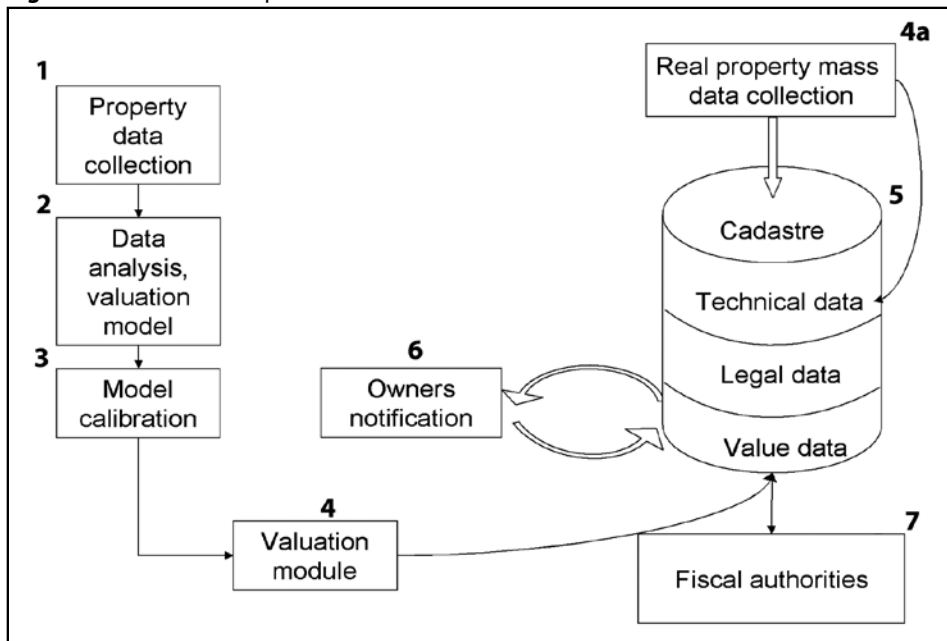 1
Property
data
collection
2
Data
analysis,
valuation
model
3
Model
calibration
4
Valuation
module
4a
Real property mass
data collection
5
Cadastre
Technical data
Legal data
Value data
6
Owners
notification
7
Fiscal authorities